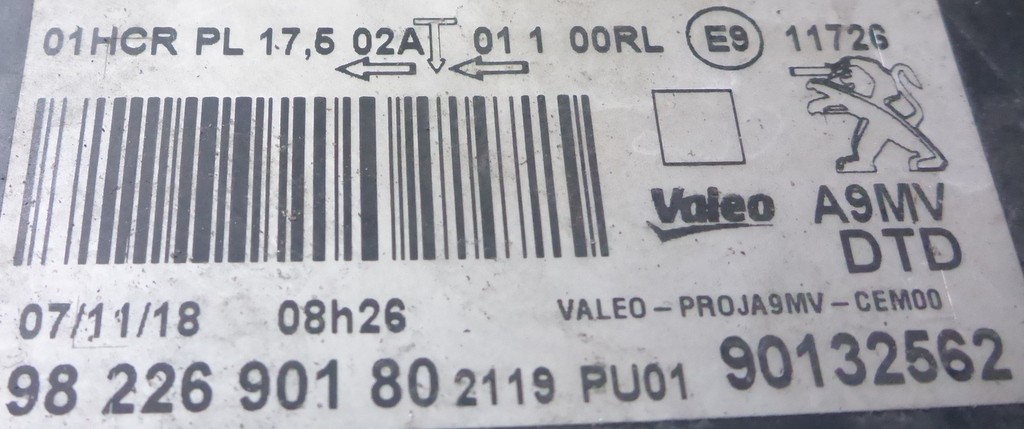 01HCR PL 17,5 02A 01 1 00RL E9 11726
Valeo A9MV
DTD
07/11/18 08h26 VALEO-PROJA9MV-CEM00
98 226 901 80 2119 PU01 90132562